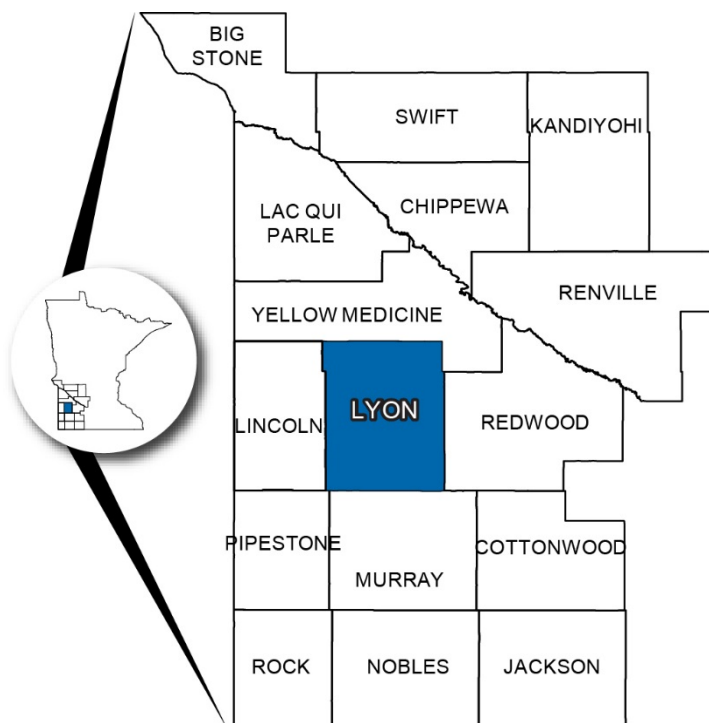 BIG
STONE
SWIFT
KANDIYOHI
CHIPPEWA
LAC QUI
PARLE
RENVILLE
YELLOW MEDICINE
LYON
LINCOLN
REDWOOD
PIPESTONE
COTTONWOOD
MURRAY
ROCK
NOBLES
JACKSON